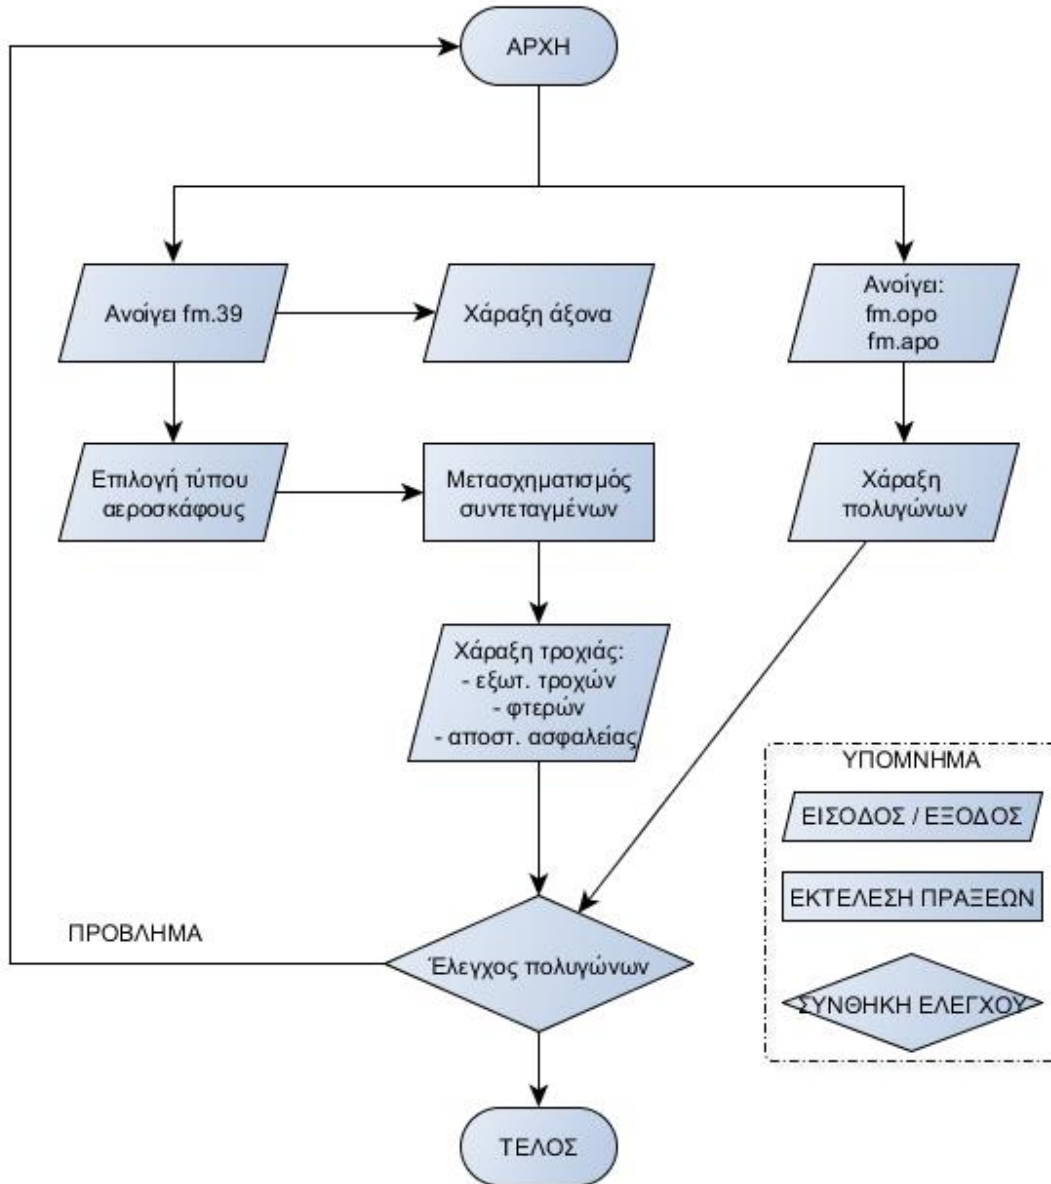 ΑΡΧΗ
Ανοίγει fm.39
Χάραξη άξονα
Ανοίγει:
fm.opo
fm.apo
Επιλογή τύπου
αεροσκάφους
Μετασχηματισμός
συντεταγμένων
Χάραξη
πολυγώνων
Χάραξη τροχιάς:
- εξωτ. τροχών
- φτερών
- αποστ. ασφαλείας
ΥΠΟΜΝΗΜΑ
ΕΙΣΟΔΟΣ / ΕΞΟΔΟΣ
ΕΚΤΕΛΕΣΗ ΠΡΑΞΕΩΝ
ΣΥΝΘΗΚΗ ΕΛΕΓΧΟΥ
ΠΡΟΒΛΗΜΑ
Έλεγχος πολυγώνων
ΤΕΛΟΣ